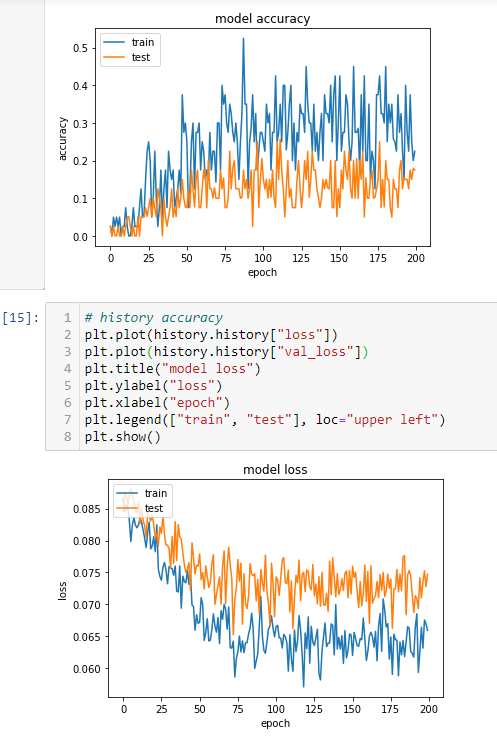 model accuracy
train
test
0.5
0.4
0.3
0.2
0.1
0.0
accuracy
0 25 50 75 100 125 150 175 200
epoch
[15]:
1 # history accuracy
2 plt.plot(history.history["loss"])
3 plt.plot(history.history["val_loss"])
4 plt.title("model loss")
5 plt.ylabel("loss")
6 plt.xlabel("epoch")
7 plt.legend(["train", "test"], loc="upper left")
8 plt.show()
model loss
train
test
0.085
0.080
0.075
0.070
0.065
0.060
loss
0 25 50 75 100 125 150 175 200
epoch